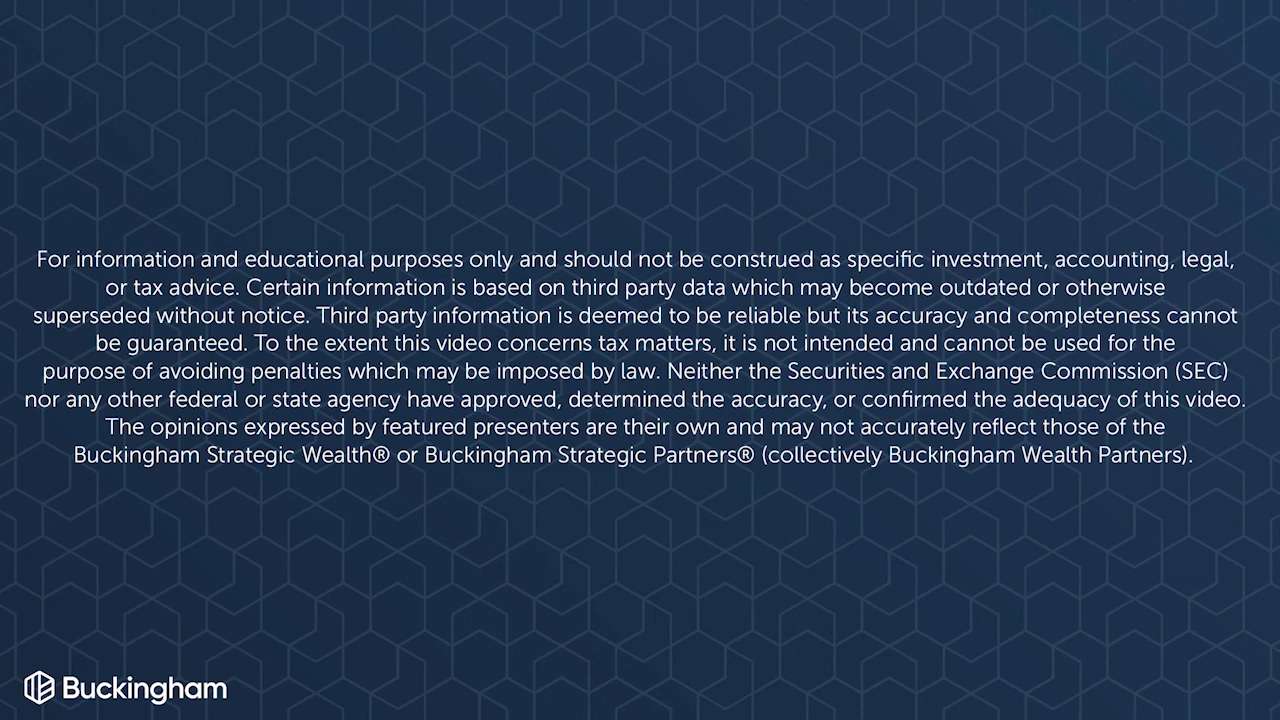 For information and educational purposes only and should not be construed as specific investment, accounting, legal,
or tax advice. Certain information is based on third party data which may become outdated or otherwise
superseded without notice. Third party information is deemed to be reliable but its accuracy and completeness cannot
be guaranteed. To the extent this video concerns tax matters, it is not intended and cannot be used for the
purpose of avoiding penalties which may be imposed by law. Neither the Securities and Exchange Commission (SEC)
nor any other federal or state agency have approved, determined the accuracy, or confirmed the adequacy of this video.
The opinions expressed by featured presenters are their own and may not accurately reflect those of the
Buckingham Strategic Wealth® or Buckingham Strategic Partners® (collectively Buckingham Wealth Partners).
Buckingham